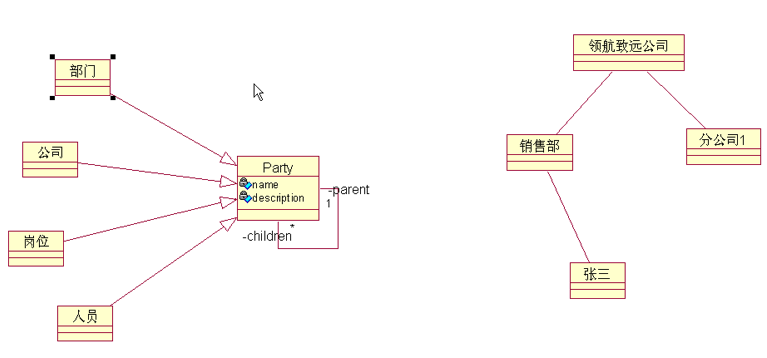 部门
公司
岗位
人员
Party
name
description
-parent
1
*
-children
领航致远公司
销售部
分公司1
张三